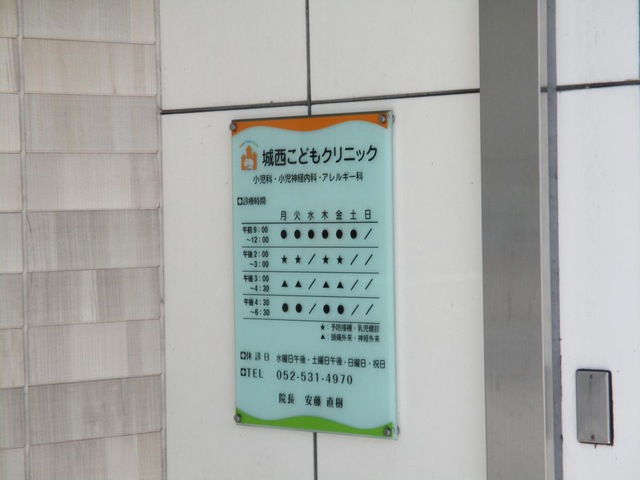 城西こどもクリニック
小児科・小児神経内科・アレルギー科
診療時間
月 火 水 木 金 土 日
午前9:00 ～12:00 ● ● ● ● ● ● ／
午後2:00 ～3:00 ★ ★ ／ ★ ★ ／ ／
午後3:00 ～4:30 ▲ ▲ ／ ▲ ▲ ／ ／
午後4:30 ～6:30 ● ● ／ ● ● ／ ／
★：予防接種・乳児健診
▲：頭痛外来・神経外来
休診日 水曜日午後・土曜日午後・日曜日・祝日
TEL 052-531-4970
院長 安藤 直樹